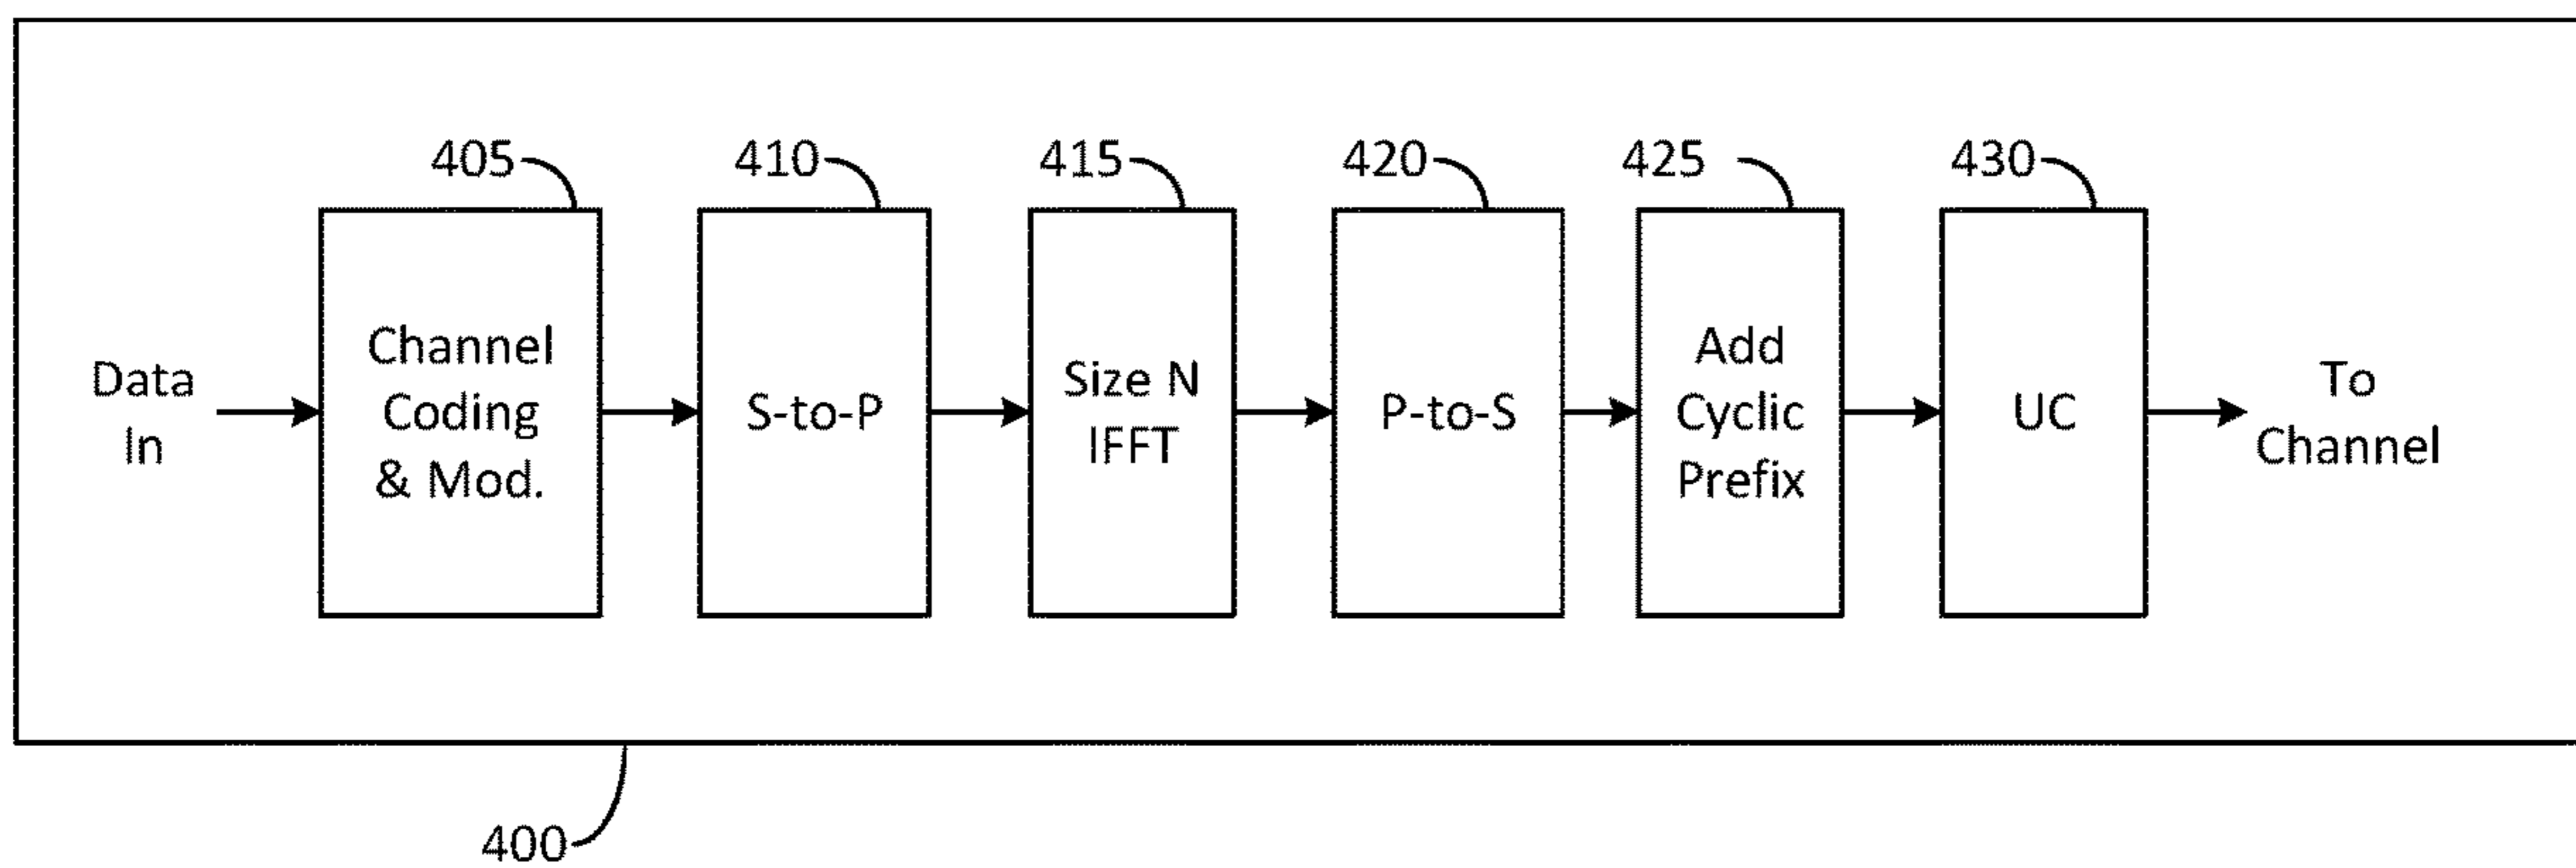 405
410
415
420
425
430
Data
In
Channel
Coding
& Mod.
S-to-P
Size N
IFFT
P-to-S
Add
Cyclic
Prefix
UC
To
Channel
400